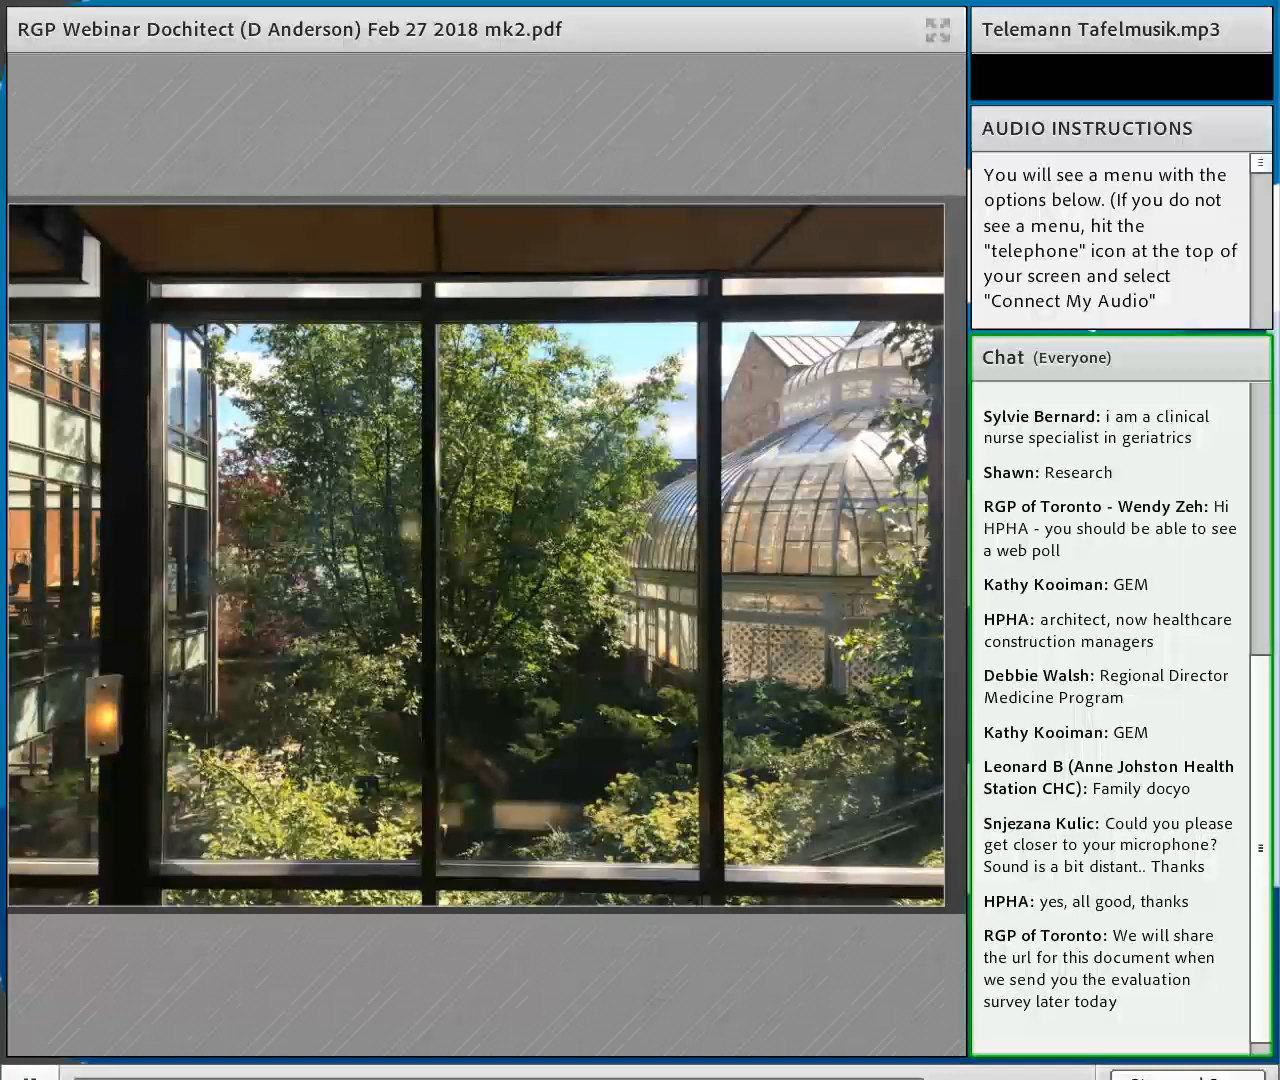 RGP Webinar Dochitect (D Anderson) Feb 27 2018 mk2.pdf
Telemann Tafelmusik.mp3
AUDIO INSTRUCTIONS
You will see a menu with the
options below. (If you do not
see a menu, hit the
"telephone" icon at the top of
your screen and select
"Connect My Audio"
Chat (Everyone)
Sylvie Bernard: i am a clinical
nurse specialist in geriatrics
Shawn: Research
RGP of Toronto - Wendy Zeh: Hi
HPHA - you should be able to see
a web poll
Kathy Kooiman: GEM
HPHA: architect, now healthcare
construction managers
Debbie Walsh: Regional Director
Medicine Program
Kathy Kooiman: GEM
Leonard B (Anne Johston Health
Station CHC): Family docyo
Snjezana Kulic: Could you please
get closer to your microphone?
Sound is a bit distant.. Thanks
HPHA: yes, all good, thanks
RGP of Toronto: We will share
the url for this document when
we send you the evaluation
survey later today